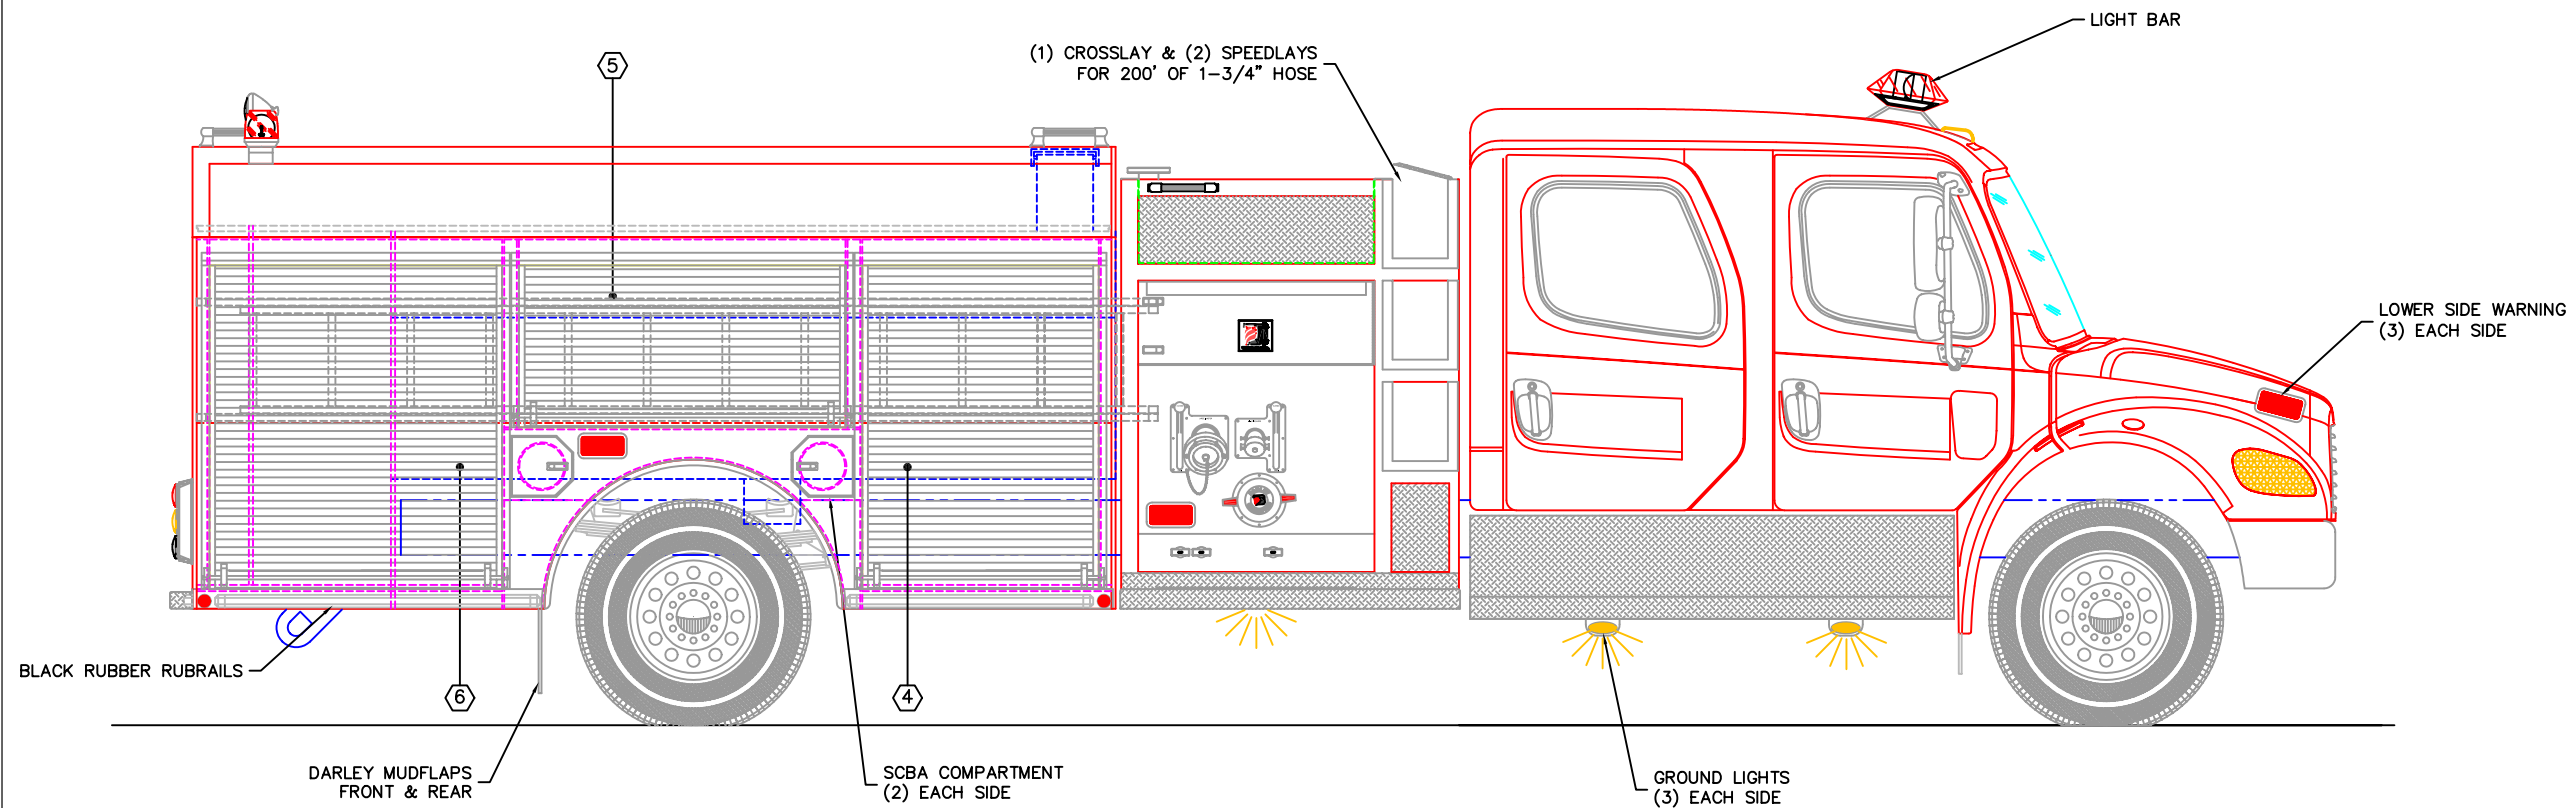 LIGHT BAR
(1) CROSSLAY & (2) SPEEDLAYS
FOR 200' OF 1-3/4" HOSE
5
LOWER SIDE WARNING
(3) EACH SIDE
BLACK RUBBER RUBRAILS
6
4
DARLEY MUDFLAPS
FRONT & REAR
SCBA COMPARTMENT
(2) EACH SIDE
GROUND LIGHTS
(3) EACH SIDE